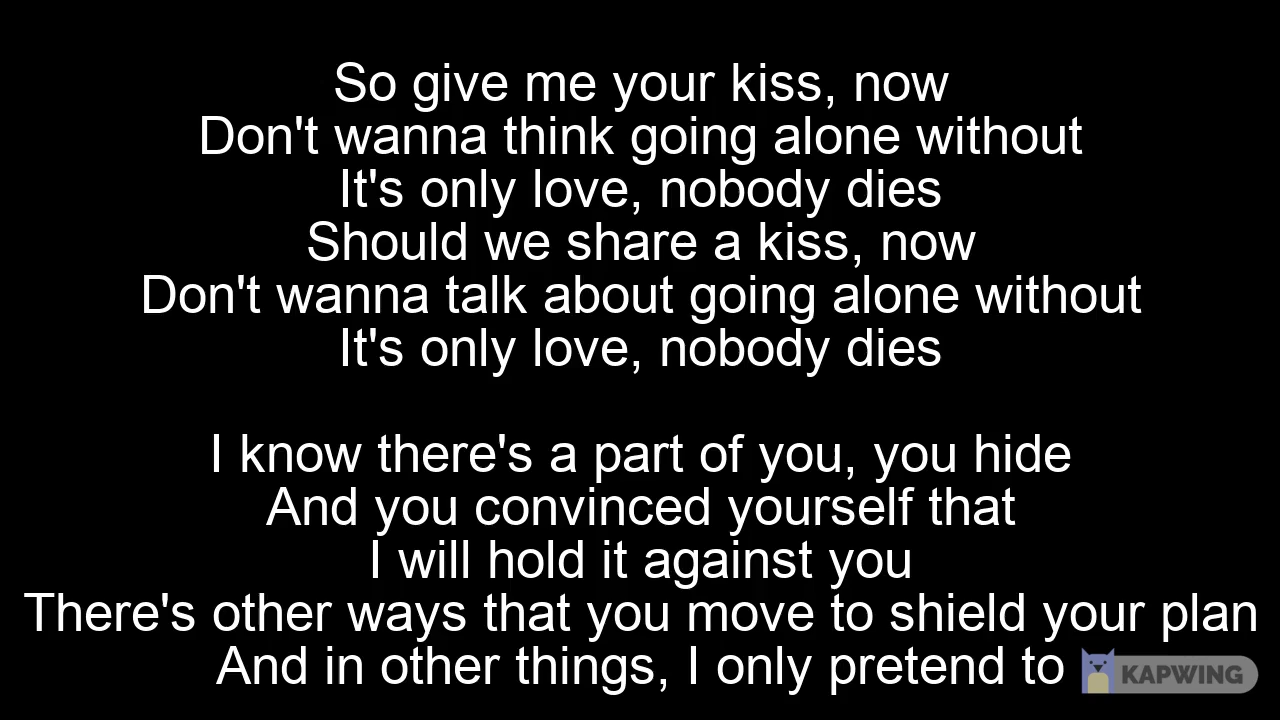 So give me your kiss, now
Don't wanna think going alone without
It's only love, nobody dies
Should we share a kiss, now
Don't wanna talk about going alone without
It's only love, nobody dies
I know there's a part of you, you hide
And you convinced yourself that
I will hold it against you
There's other ways that you move to shield your plan
And in other things, I only pretend to
KAPWING